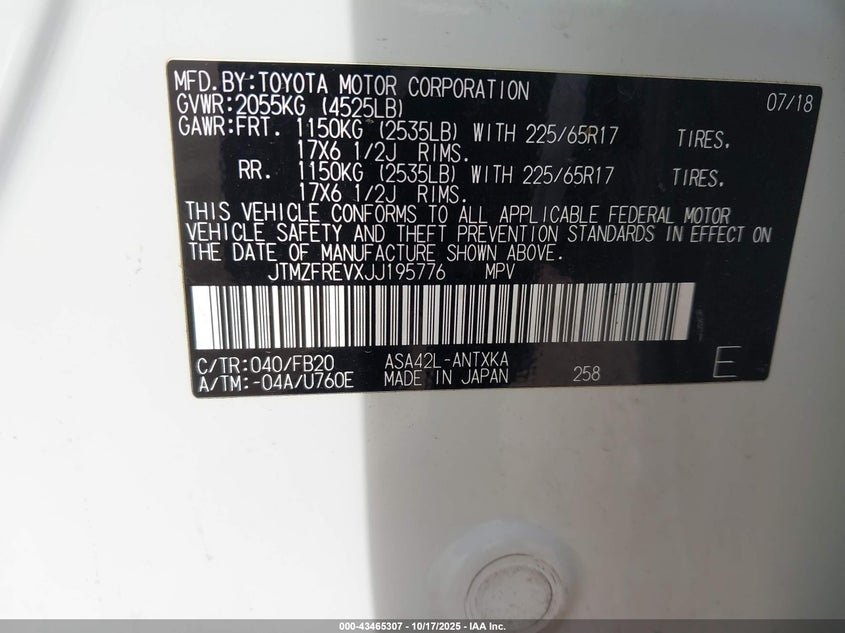 MFD.BY:TOYOTA MOTOR CORPORATION 07/18
GVWR:2055KG (4525LB)
GAWR:FRT. 1150KG (2535LB) WITH 225/65R17 TIRES,
17X6 1/2J RIMS.
RR. 1150KG (2535LB) WITH 225/65R17 TIRES,
17X6 1/2J RIMS.
THIS VEHICLE CONFORMS TO ALL APPLICABLE FEDERAL MOTOR
VEHICLE SAFETY AND THEFT PREVENTION STANDARDS IN EFFECT ON
THE DATE OF MANUFACTURE SHOWN ABOVE.
JTMZFREVXJJ195776 MPV
C/TR:040/FB20 ASA42L-ANTXKA
A/TM:-04A/U760E MADE IN JAPAN 258 E
000-43465307 - 10/17/2025 - IAA Inc.